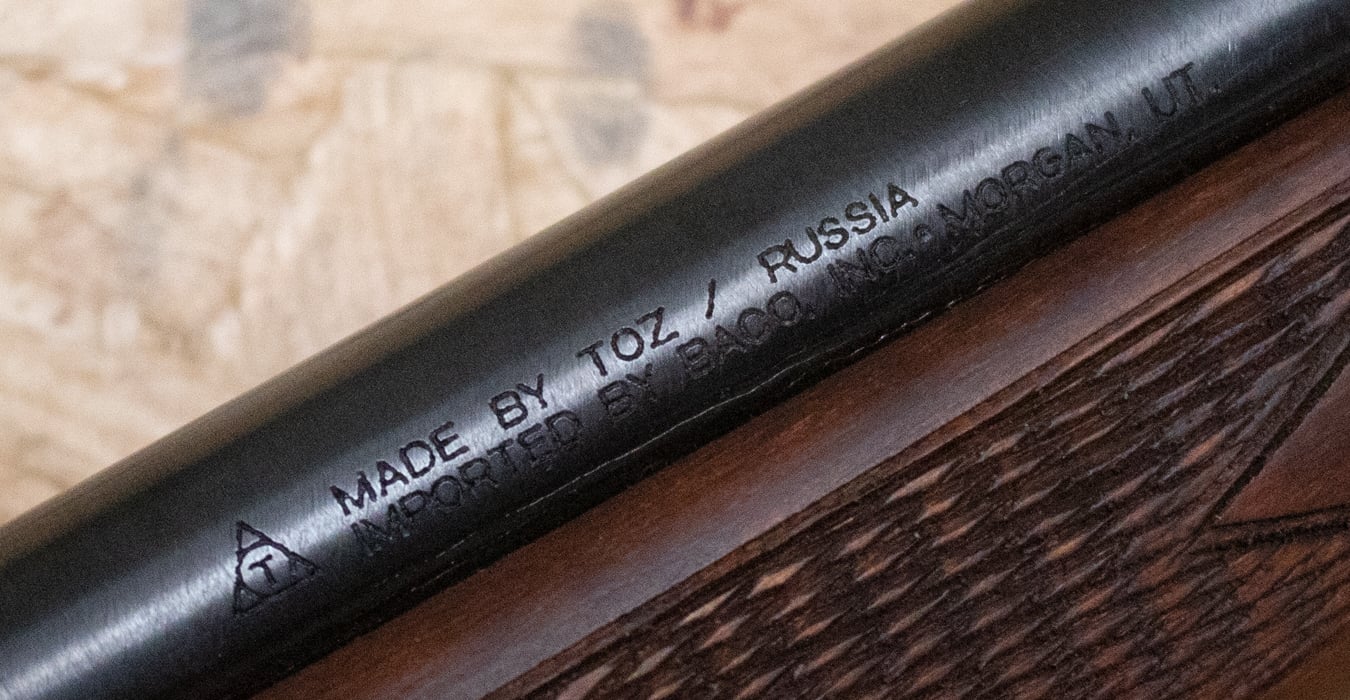 T
MADE BY TOZ / RUSSIA
IMPORTED BY BACO, INC. • MORGAN, UT.